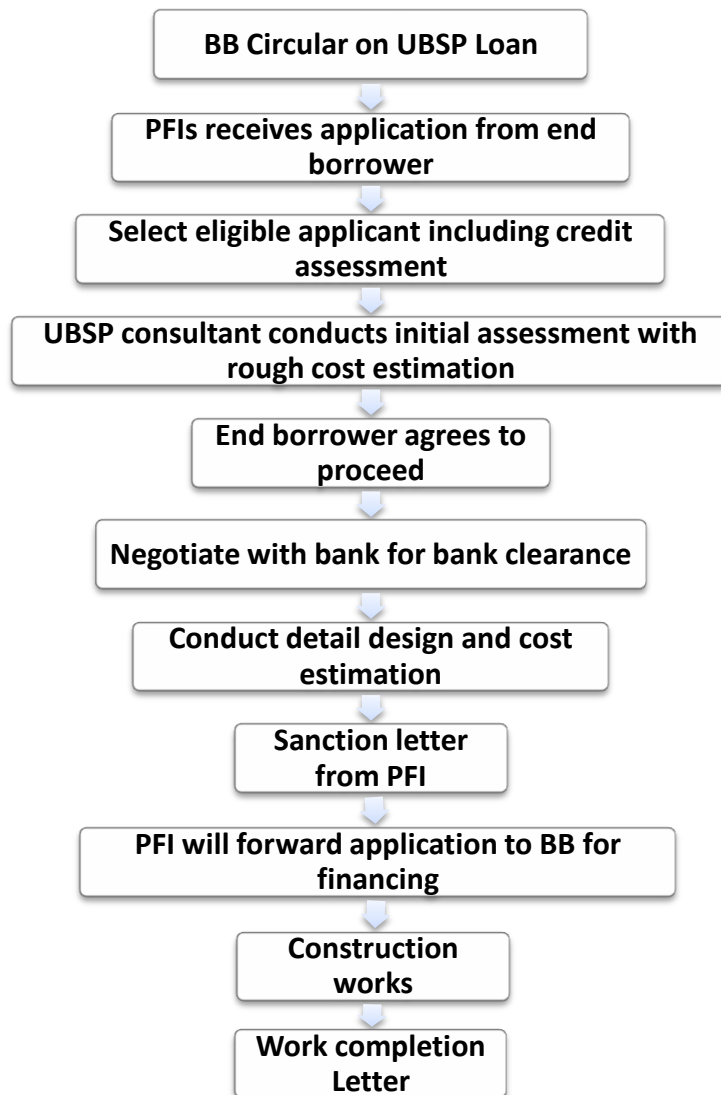 BB Circular on UBSP Loan
PFIs receives application from end
borrower
Select eligible applicant including credit
assessment
UBSP consultant conducts initial assessment with
rough cost estimation
End borrower agrees to
proceed
Negotiate with bank for bank clearance
Conduct detail design and cost
estimation
Sanction letter
from PFI
PFI will forward application to BB for
financing
Construction
works
Work completion
Letter